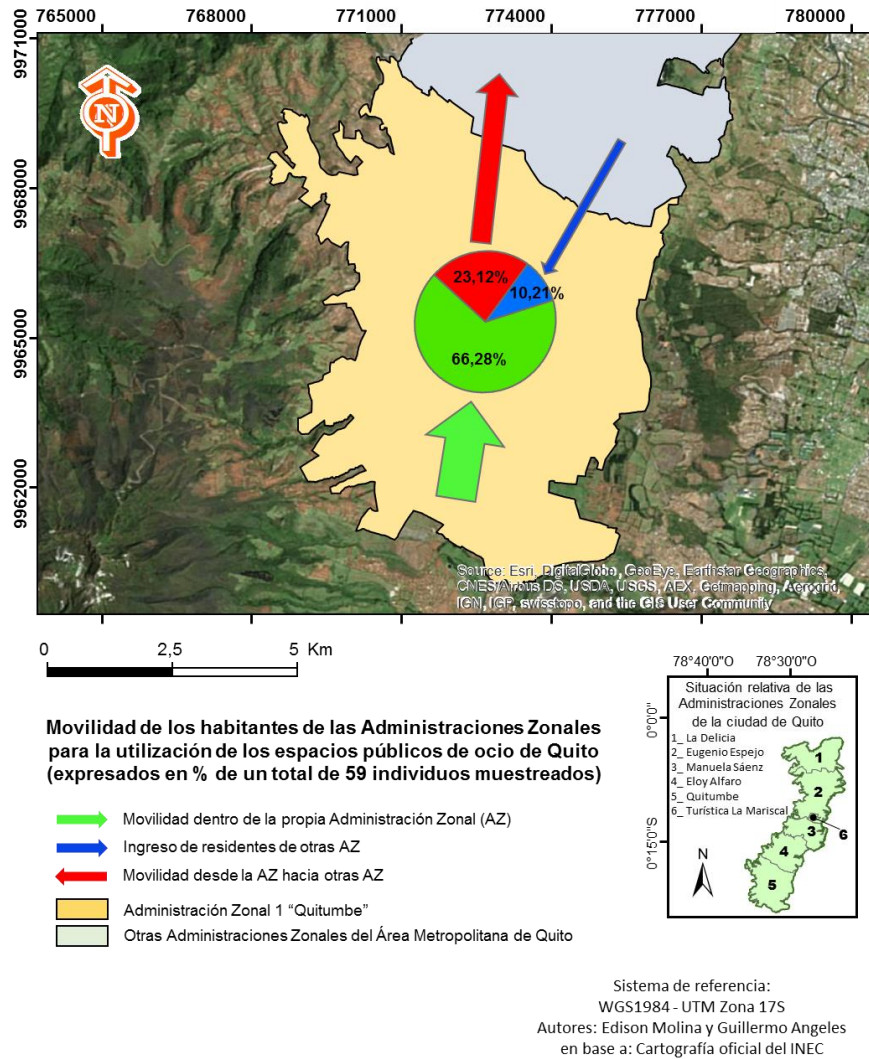 765000 768000 771000 774000 777000 780000
9971000
9968000
9965000
9962000
N
23,12%
10,21%
66,28%
Source: Esri, DigitalGlobe, GeoEye, Earthstar Geographics,
CNES/Airbus DS, USDA, USGS, AEX, Getmapping, Aerogrid,
IGN, IGP, swisstopo, and the GIS User Community
0 2,5 5 Km
Movilidad de los habitantes de las Administraciones Zonales
para la utilización de los espacios públicos de ocio de Quito
(expresados en % de un total de 59 individuos muestreados)
Movilidad dentro de la propia Administración Zonal (AZ)
Ingreso de residentes de otras AZ
Movilidad desde la AZ hacia otras AZ
Administración Zonal 1 “Quitumbe”
Otras Administraciones Zonales del Área Metropolitana de Quito
78°40'0"O 78°30'0"O
0°0'0"
0°15'0"S
Situación relativa de las
Administraciones Zonales
de la ciudad de Quito
1_ La Delicia
2_ Eugenio Espejo
3_ Manuela Sáenz
4_ Eloy Alfaro
5_ Quitumbe
6_ Turística La Mariscal
1
2
3
6
4
5
N
Sistema de referencia:
WGS1984 - UTM Zona 17S
Autores: Edison Molina y Guillermo Angeles
en base a: Cartografía oficial del INEC